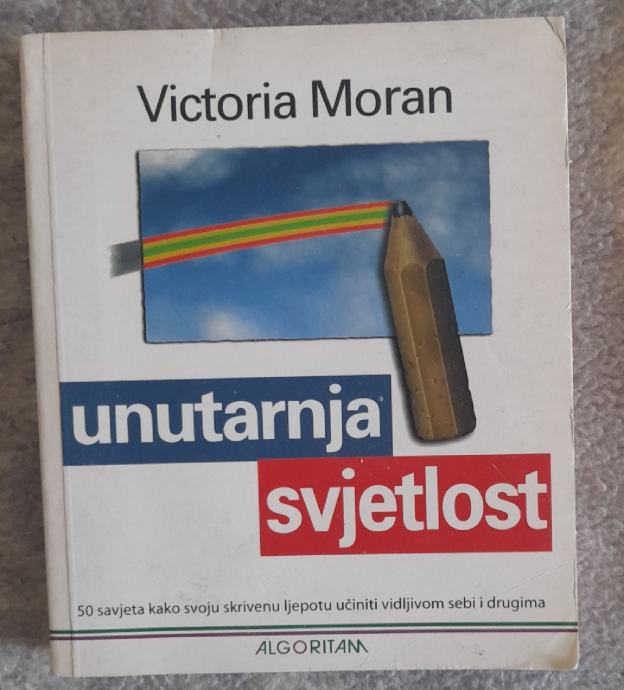 Victoria Moran
unutarnja
svjetlost
50 savjeta kako svoju skrivenu ljepotu učiniti vidljivom sebi i drugima
ALGORITAM